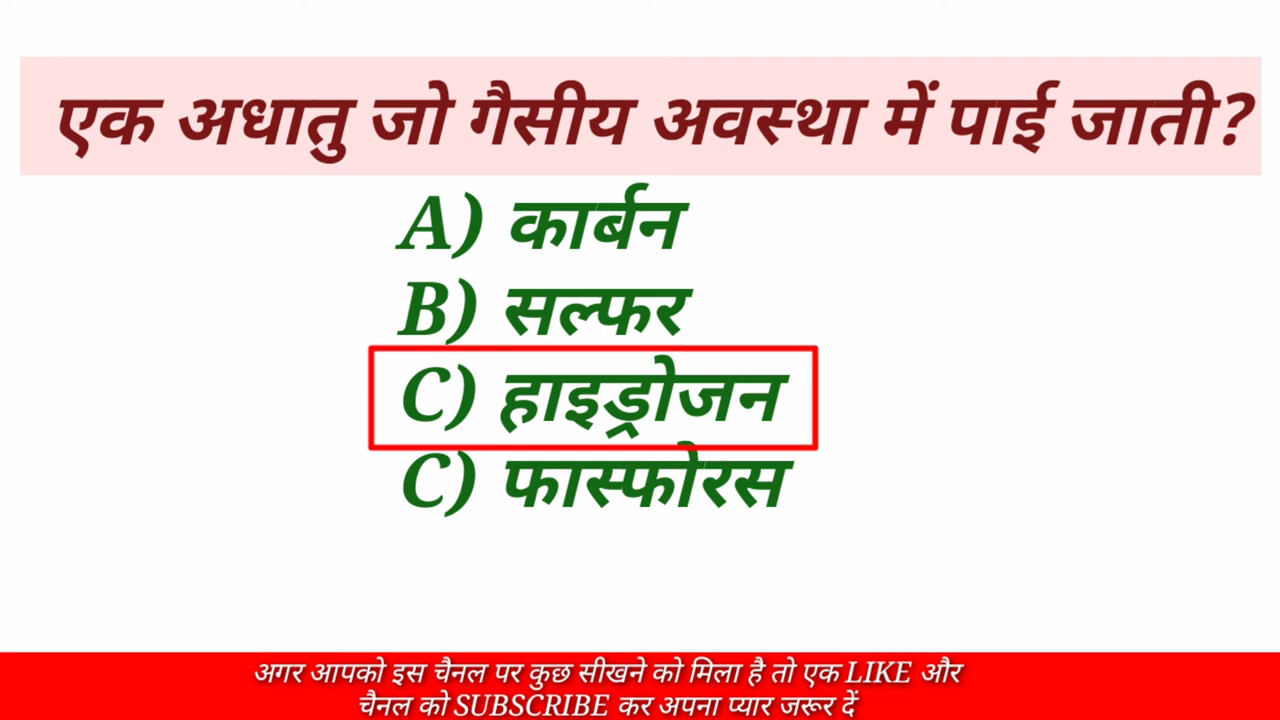 एक अधातु जो गैसीय अवस्था में पाई जाती?
A) कार्बन
B) सल्फर
C) हाइड्रोजन
C) फास्फोरस
अगर आपको इस चैनल पर कुछ सीखने को मिला है तो एक LIKE और
चैनल को SUBSCRIBE कर अपना प्यार जरूर दें